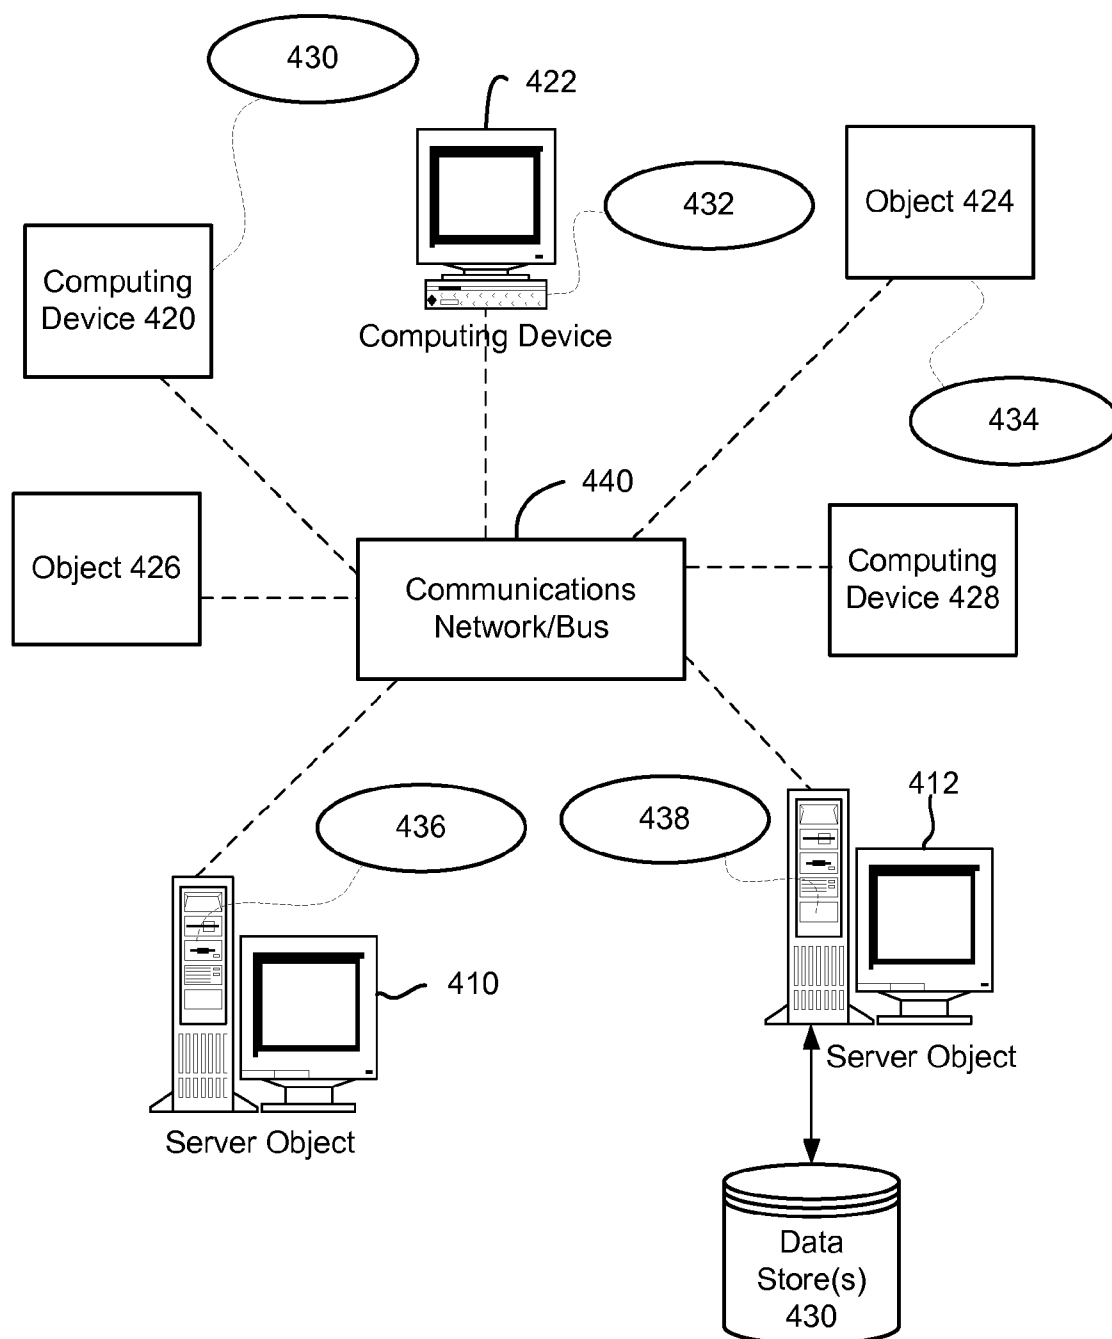 430
422
432
Object 424
Computing
Device 420
Computing Device
434
440
Object 426
Communications
Network/Bus
Computing
Device 428
436
438
412
410
Server Object
Server Object
Data
Store(s)
430